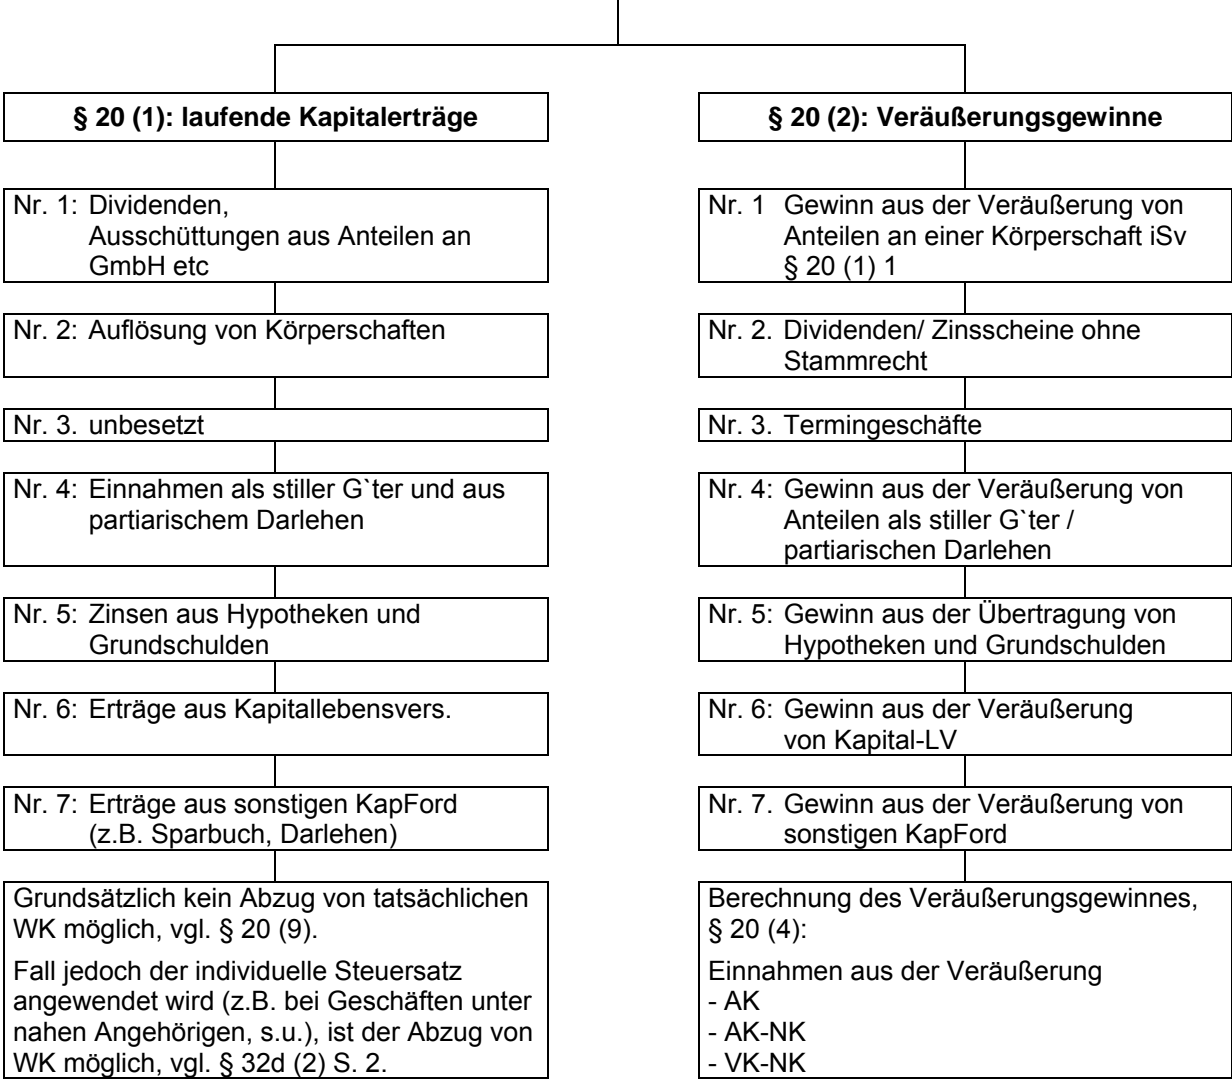 § 20 (1): laufende Kapitalerträge
Nr. 1: Dividenden,
Ausschüttungen aus Anteilen an
GmbH etc
Nr. 2: Auflösung von Körperschaften
Nr. 3. unbesetzt
Nr. 4: Einnahmen als stiller G`ter und aus
partiarischem Darlehen
Nr. 5: Zinsen aus Hypotheken und
Grundschulden
Nr. 6: Erträge aus Kapitallebensvers.
Nr. 7: Erträge aus sonstigen KapFord
(z.B. Sparbuch, Darlehen)
Grundsätzlich kein Abzug von tatsächlichen
WK möglich, vgl. § 20 (9).
Fall jedoch der individuelle Steuersatz
angewendet wird (z.B. bei Geschäften unter
nahen Angehörigen, s.u.), ist der Abzug von
WK möglich, vgl. § 32d (2) S. 2.
§ 20 (2): Veräußerungsgewinne
Nr. 1 Gewinn aus der Veräußerung von
Anteilen an einer Körperschaft iSv
§ 20 (1) 1
Nr. 2. Dividenden/ Zinsscheine ohne
Stammrecht
Nr. 3. Termingeschäfte
Nr. 4: Gewinn aus der Veräußerung von
Anteilen als stiller G`ter /
partiarischen Darlehen
Nr. 5: Gewinn aus der Übertragung von
Hypotheken und Grundschulden
Nr. 6: Gewinn aus der Veräußerung
von Kapital-LV
Nr. 7. Gewinn aus der Veräußerung von
sonstigen KapFord
Berechnung des Veräußerungsgewinnes,
§ 20 (4):
Einnahmen aus der Veräußerung
- AK
- AK-NK
- VK-NK